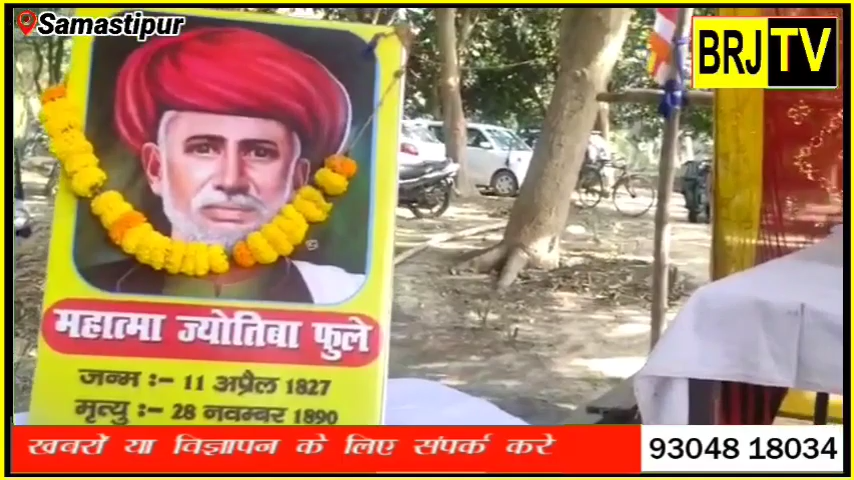 Samastipur
BRJ TV
महात्मा ज्योतिबा फुले
जन्म :- 11 अप्रैल 1827
मृत्यु :- 28 नवम्बर 1890
खबरों या विज्ञापन के लिए संपर्क करे
93048 18034